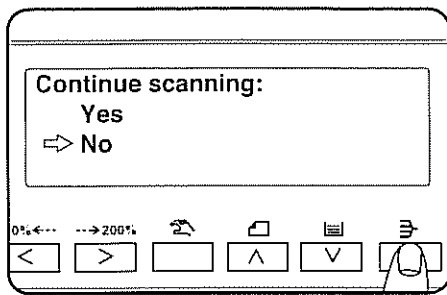 Continue scanning:
Yes
⇨ No
0%<--- --->200%
< > ∧ ∨